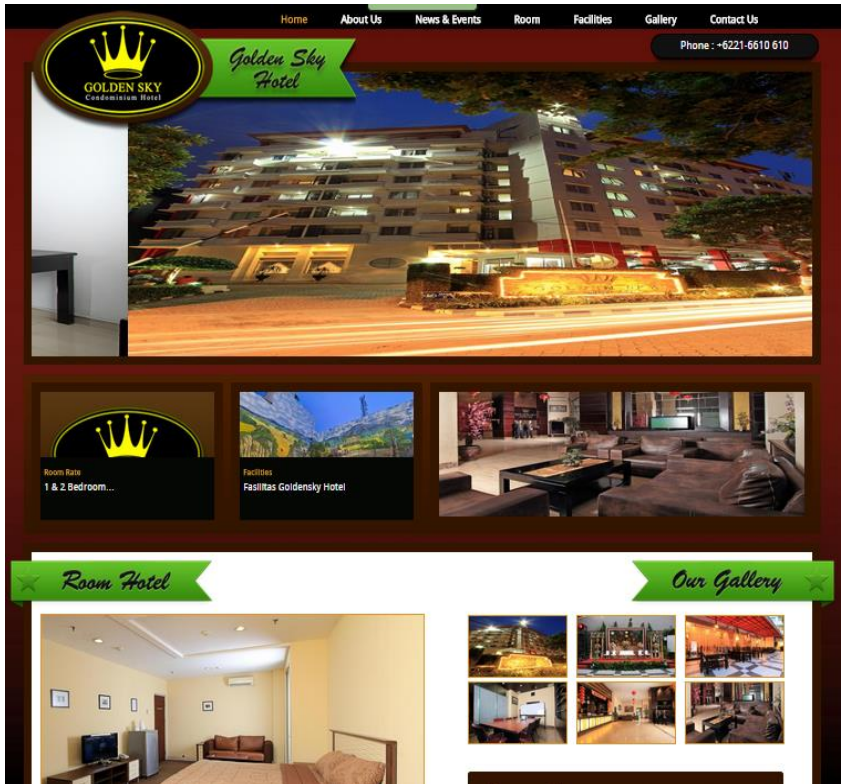 Home About Us News & Events Room Facilities Gallery Contact Us
Phone : +6221-6610 610
GOLDEN SKY
Condominium Hotel
Golden Sky
Hotel
Room Rate
1 & 2 Bedroom...
Facilities
Fasilitas Goldensky Hotel
Room Hotel
Our Gallery